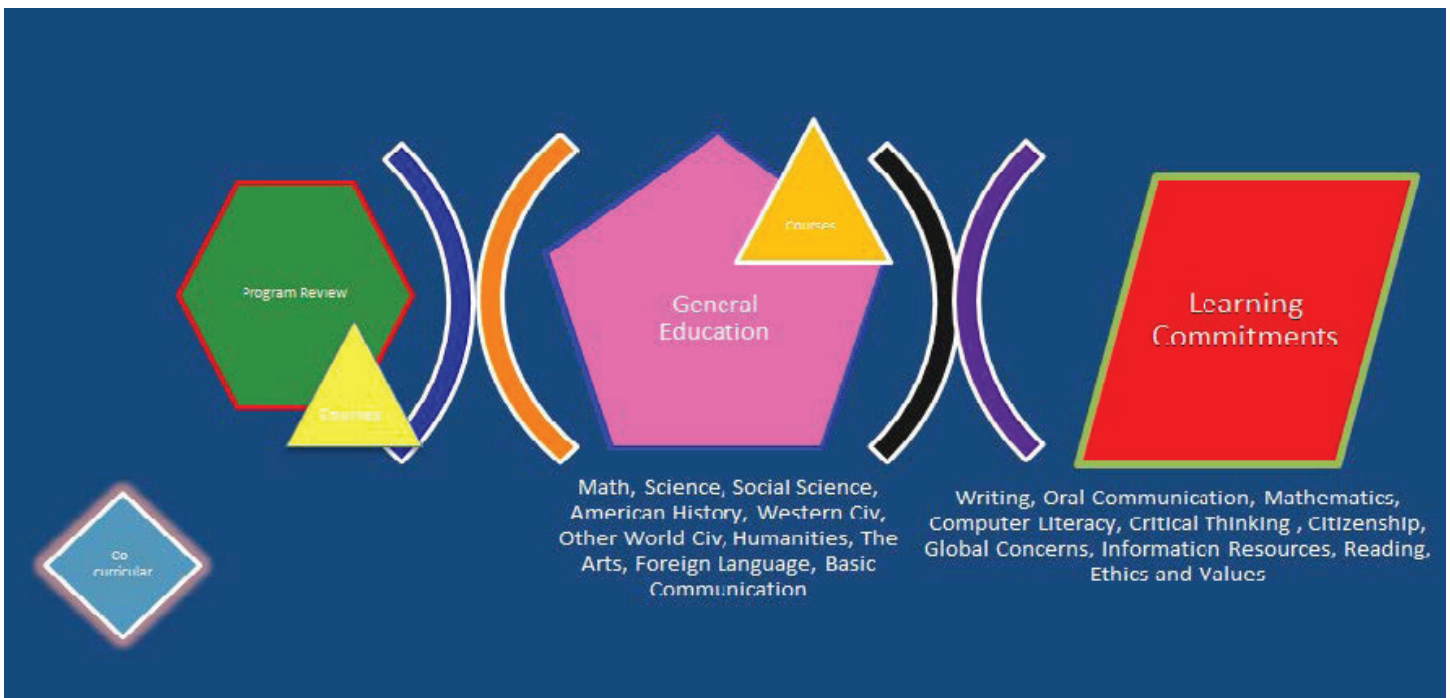 Program Review
Courses
Co
curricular
General
Education
Courses
Math, Science, Social Science,
American History, Western Civ,
Other World Civ, Humanities, The
Arts, Foreign Language, Basic
Communication
Learning
Commitments
Writing, Oral Communication, Mathematics,
Computer Literacy, Critical Thinking , Citizenship,
Global Concerns, Information Resources, Reading,
Ethics and Values